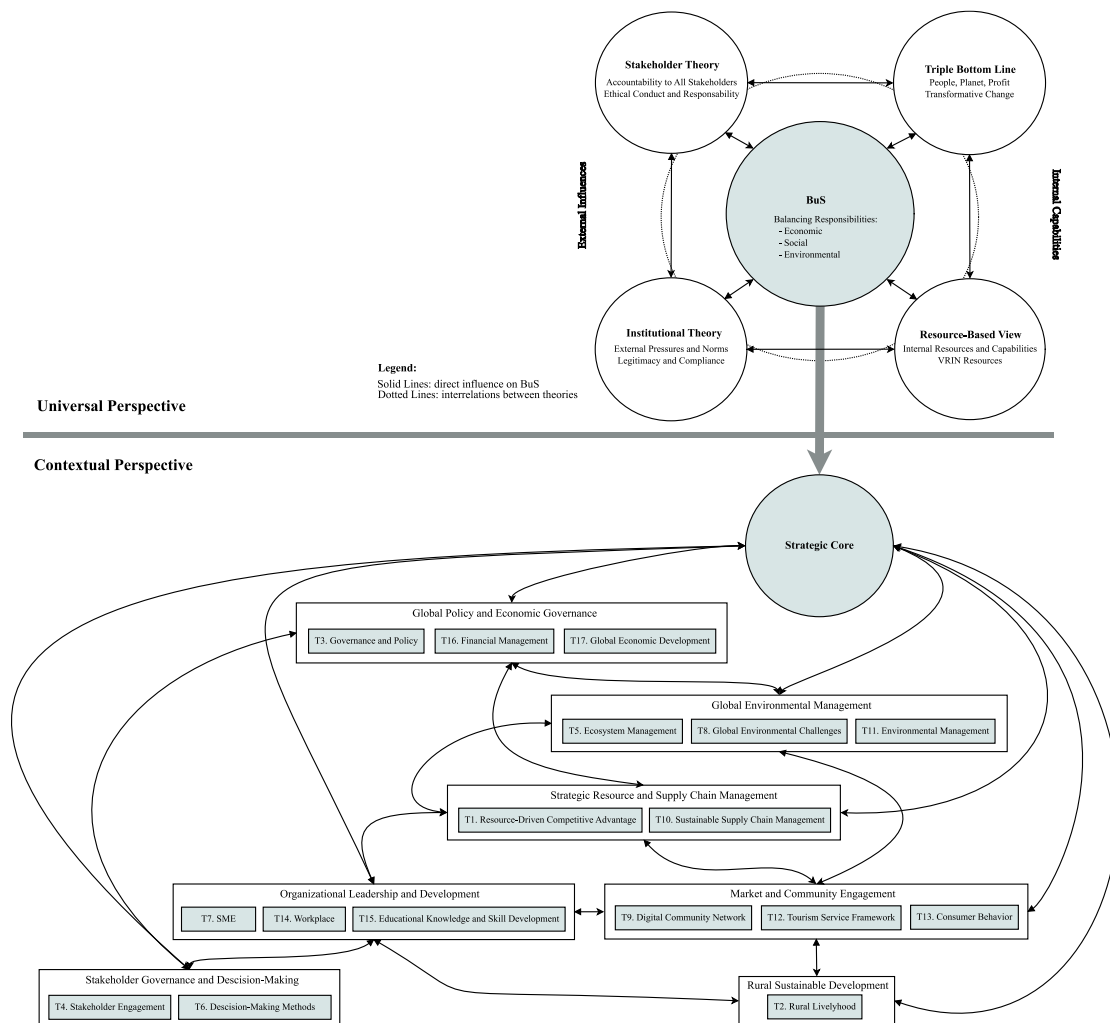 Stakeholder Theory
Accountability to All Stakeholders
Ethical Conduct and Responsability
Triple Bottom Line
People, Planet, Profit
Transformative Change
External Influences
Internal Capabilities
BuS
Balancing Responsibilities:
- Economic
- Social
- Environmental
Institutional Theory
External Pressures and Norms
Legitimacy and Compliance
Resource-Based View
Internal Resources and Capabilities
VRIN Resources
Legend:
Solid Lines: direct influence on BuS
Dotted Lines: interrelations between theories
Universal Perspective
Contextual Perspective
Strategic Core
Global Policy and Economic Governance
T3. Governance and Policy
T16. Financial Management
T17. Global Economic Development
Global Environmental Management
T5. Ecosystem Management
T8. Global Environmental Challenges
T11. Environmental Management
Strategic Resource and Supply Chain Management
T1. Resource-Driven Competitive Advantage
T10. Sustainable Supply Chain Management
Organizational Leadership and Development
T7. SME
T14. Workplace
T15. Educational Knowledge and Skill Development
Market and Community Engagement
T9. Digital Community Network
T12. Tourism Service Framework
T13. Consumer Behavior
Stakeholder Governance and Descision-Making
T4. Stakeholder Engagement
T6. Descision-Making Methods
Rural Sustainable Development
T2. Rural Livelyhood